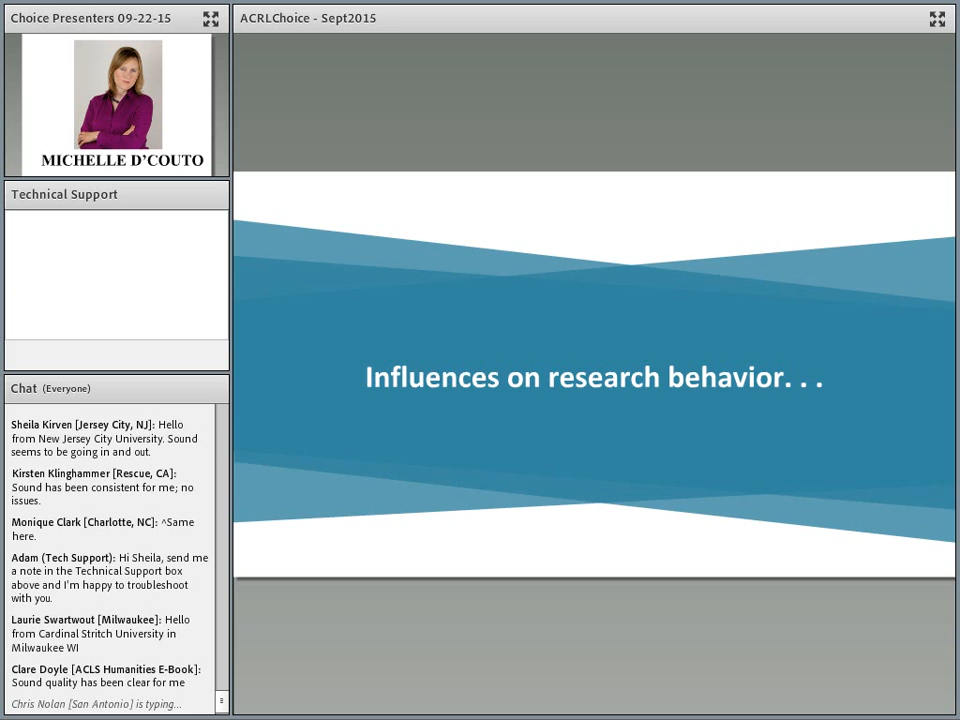 Choice Presenters 09-22-15
MICHELLE D'COUTO
Technical Support
Chat (Everyone)
Sheila Kirven [Jersey City, NJ]: Hello
from New Jersey City University. Sound
seems to be going in and out.
Kirsten Klinghammer [Rescue, CA]:
Sound has been consistent for me; no
issues.
Monique Clark [Charlotte, NC]: ^Same
here.
Adam (Tech Support): Hi Sheila, send me
a note in the Technical Support box
above and I'm happy to troubleshoot
with you.
Laurie Swartwout [Milwaukee]: Hello
from Cardinal Stritch University in
Milwaukee WI
Clare Doyle [ACLS Humanities E-Book]:
Sound quality has been clear for me
Chris Nolan [San Antonio] is typing...
ACRLChoice - Sept2015
Influences on research behavior. . .